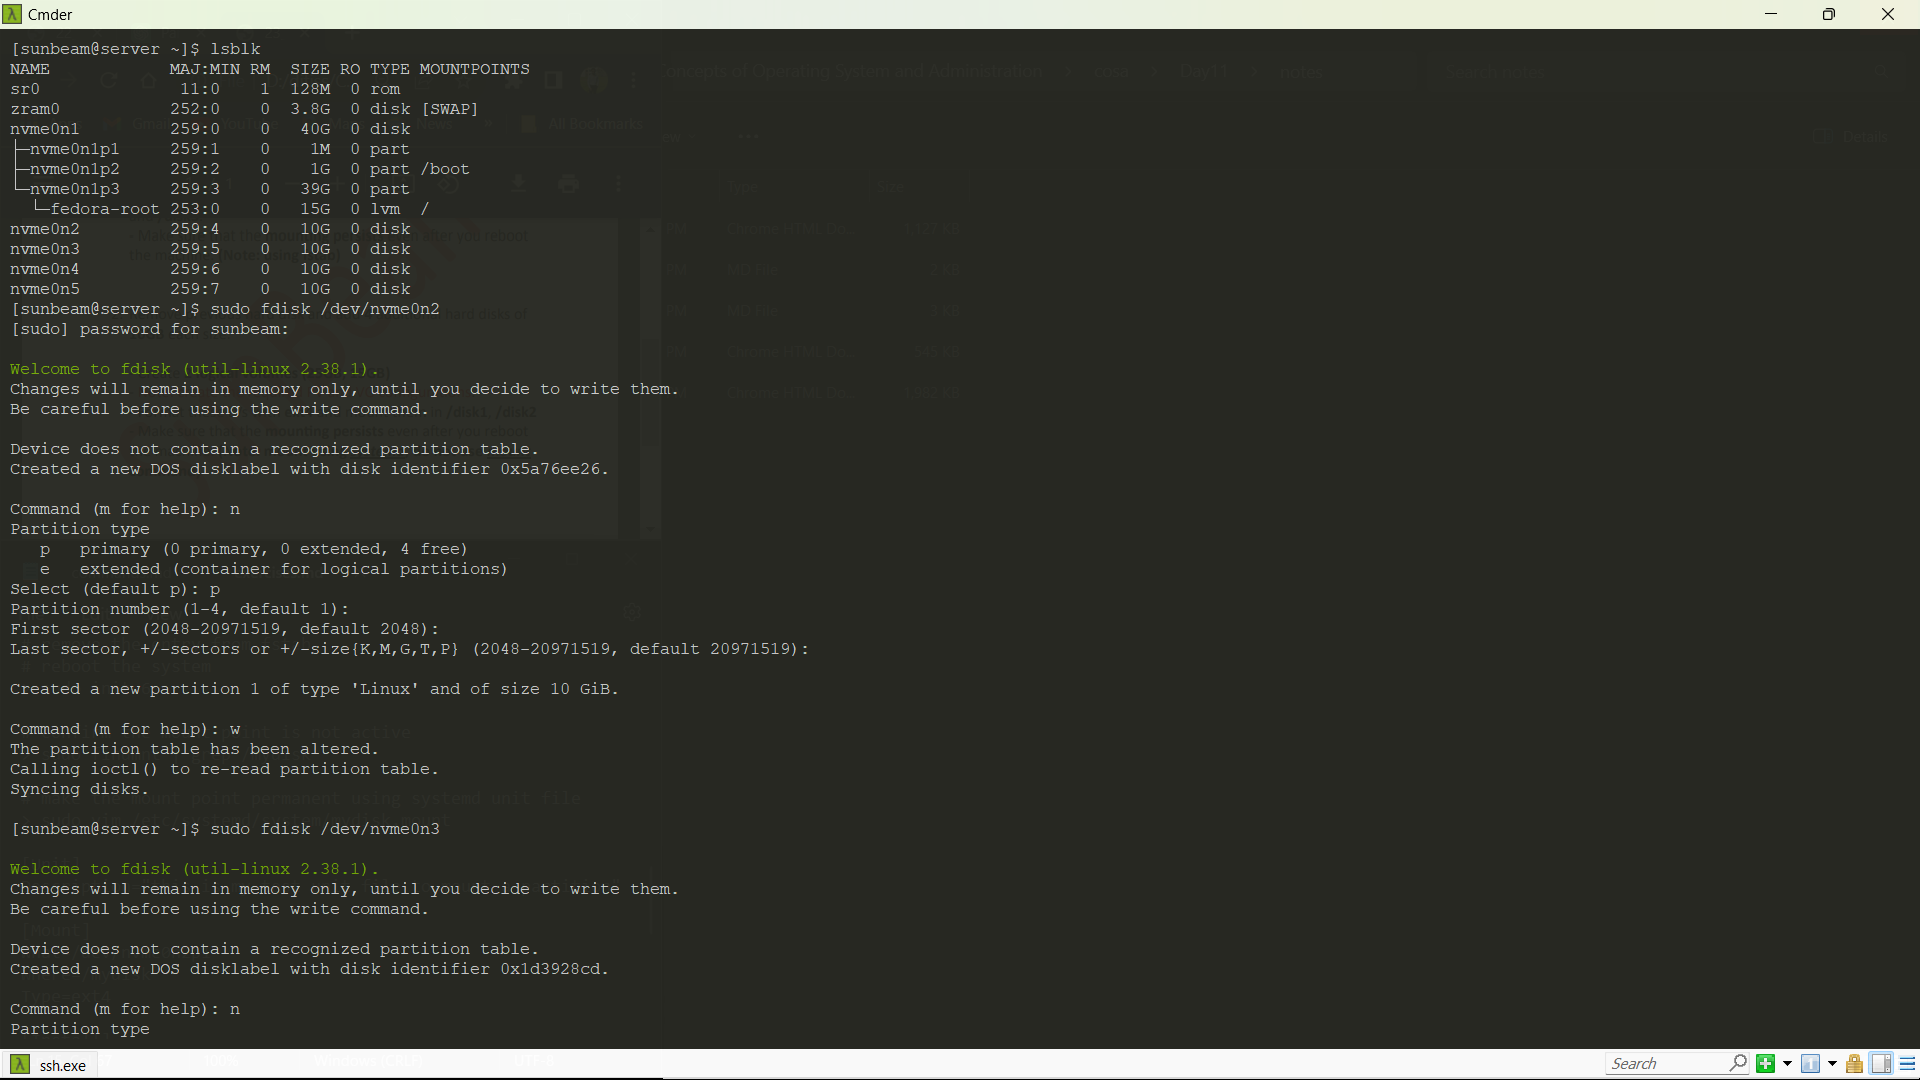 Cmder
[sunbeam@server ~]$ lsblk
NAME            MAJ:MIN RM  SIZE RO TYPE MOUNTPOINTS
sr0              11:0    1  128M  0 rom
zram0           252:0    0  3.8G  0 disk [SWAP]
nvme0n1         259:0    0   40G  0 disk
├─nvme0n1p1     259:1    0    1M  0 part
├─nvme0n1p2     259:2    0    1G  0 part /boot
└─nvme0n1p3     259:3    0   39G  0 part
  └─fedora-root 253:0    0   15G  0 lvm  /
nvme0n2         259:4    0   10G  0 disk
nvme0n3         259:5    0   10G  0 disk
nvme0n4         259:6    0   10G  0 disk
nvme0n5         259:7    0   10G  0 disk
[sunbeam@server ~]$ sudo fdisk /dev/nvme0n2
[sudo] password for sunbeam:
Welcome to fdisk (util-linux 2.38.1).
Changes will remain in memory only, until you decide to write them.
Be careful before using the write command.
Device does not contain a recognized partition table.
Created a new DOS disklabel with disk identifier 0x5a76ee26.
Command (m for help): n
Partition type
   p   primary (0 primary, 0 extended, 4 free)
   e   extended (container for logical partitions)
Select (default p): p
Partition number (1-4, default 1):
First sector (2048-20971519, default 2048):
Last sector, +/-sectors or +/-size{K,M,G,T,P} (2048-20971519, default 20971519):
Created a new partition 1 of type 'Linux' and of size 10 GiB.
Command (m for help): w
The partition table has been altered.
Calling ioctl() to re-read partition table.
Syncing disks.
[sunbeam@server ~]$ sudo fdisk /dev/nvme0n3
Welcome to fdisk (util-linux 2.38.1).
Changes will remain in memory only, until you decide to write them.
Be careful before using the write command.
Device does not contain a recognized partition table.
Created a new DOS disklabel with disk identifier 0x1d3928cd.
Command (m for help): n
Partition type
ssh.exe
Search